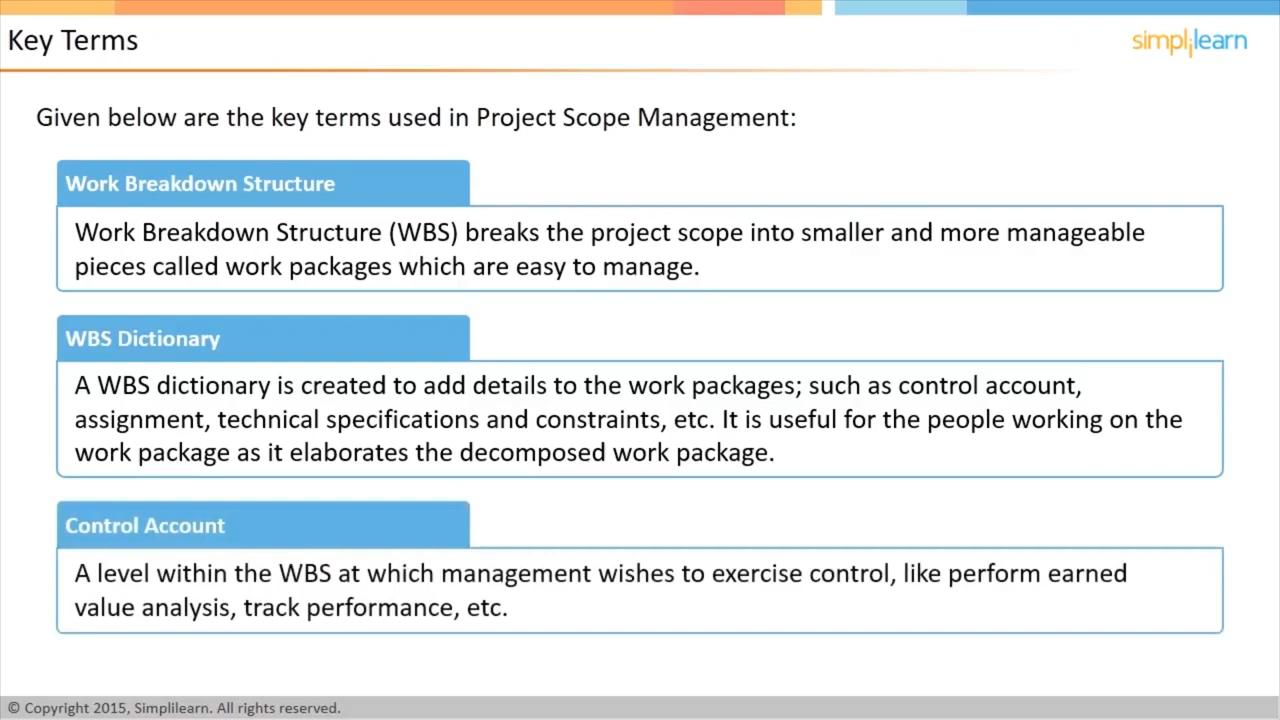 Key Terms
simplilearn
Given below are the key terms used in Project Scope Management:
Work Breakdown Structure
Work Breakdown Structure (WBS) breaks the project scope into smaller and more manageable
pieces called work packages which are easy to manage.
WBS Dictionary
A WBS dictionary is created to add details to the work packages; such as control account,
assignment, technical specifications and constraints, etc. It is useful for the people working on the
work package as it elaborates the decomposed work package.
Control Account
A level within the WBS at which management wishes to exercise control, like perform earned
value analysis, track performance, etc.
© Copyright 2015, Simplilearn. All rights reserved.